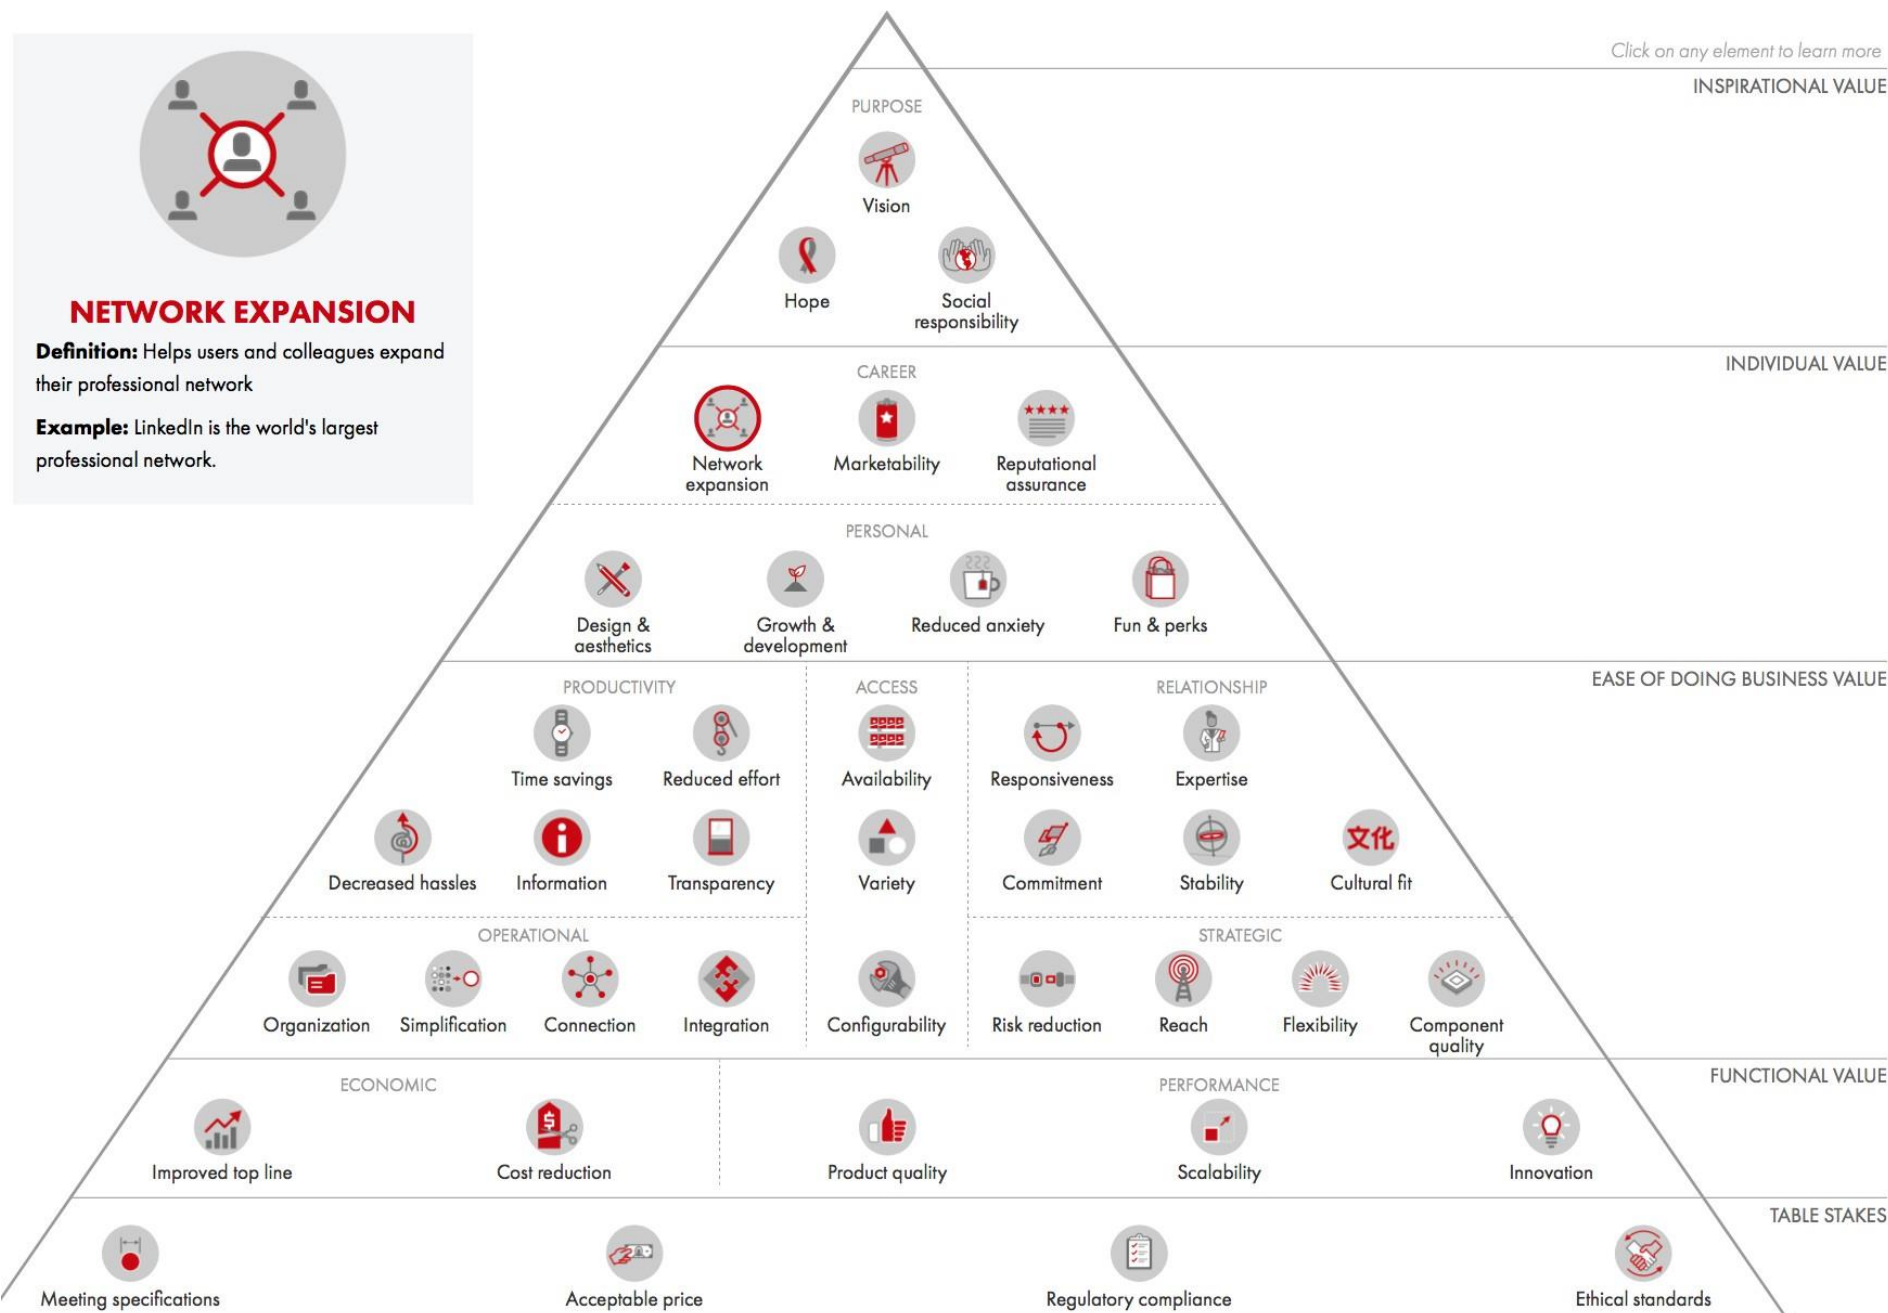 Click on any element to learn more
INSPIRATIONAL VALUE
PURPOSE
Vision
Hope
Social
responsibility
NETWORK EXPANSION
Definition: Helps users and colleagues expand
their professional network
Example: LinkedIn is the world's largest
professional network.
INDIVIDUAL VALUE
CAREER
Network
expansion
Marketability
Reputational
assurance
PERSONAL
Design &
aesthetics
Growth &
development
Reduced anxiety
Fun & perks
EASE OF DOING BUSINESS VALUE
PRODUCTIVITY
Time savings
Reduced effort
Decreased hassles
Information
Transparency
ACCESS
Availability
Variety
Configurability
RELATIONSHIP
Responsiveness
Expertise
Commitment
Stability
文化
Cultural fit
OPERATIONAL
Organization
Simplification
Connection
Integration
STRATEGIC
Risk reduction
Reach
Flexibility
Component
quality
FUNCTIONAL VALUE
ECONOMIC
Improved top line
$
Cost reduction
PERFORMANCE
Product quality
Scalability
Innovation
TABLE STAKES
Meeting specifications
Acceptable price
Regulatory compliance
Ethical standards